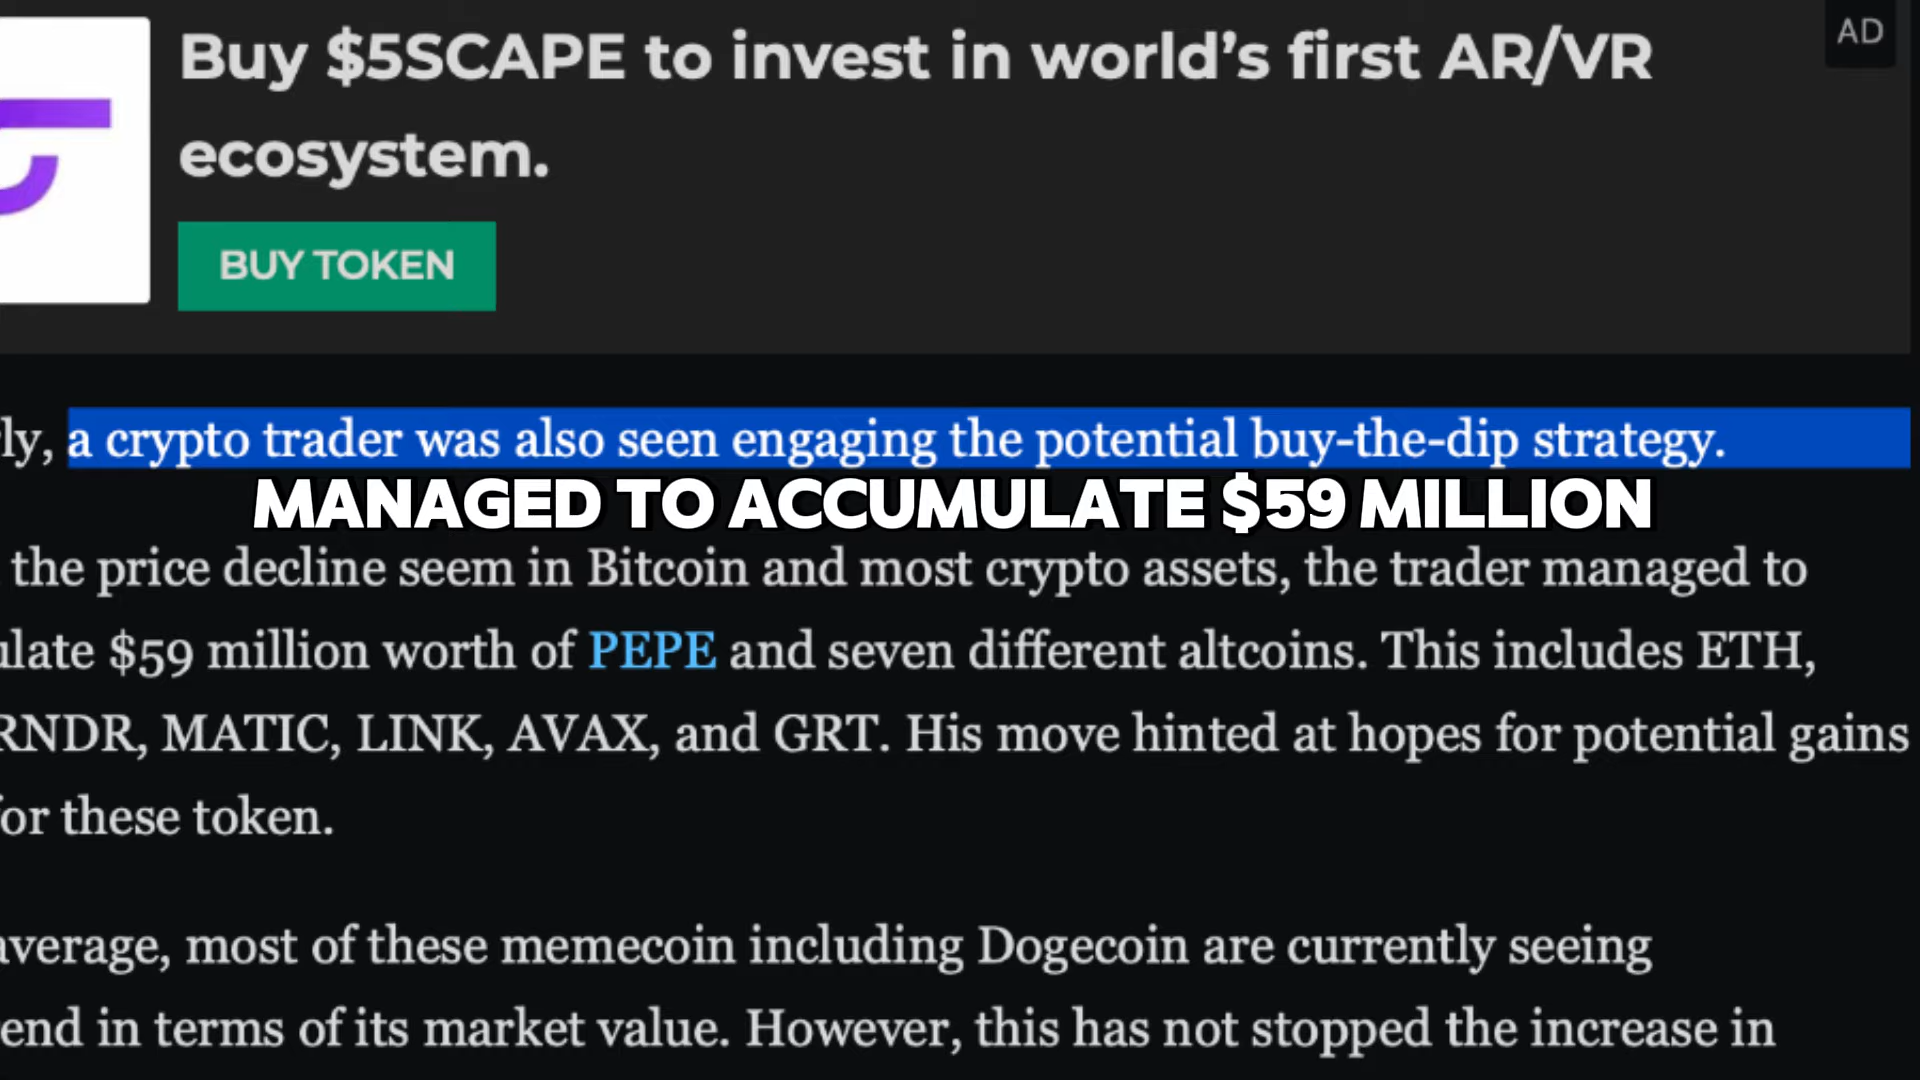 Buy $5SCAPE to invest in world's first AR/VR
ecosystem.
AD
BUY TOKEN
a crypto trader was also seen engaging the potential buy-the-dip strategy.
MANAGED TO ACCUMULATE $59 MILLION
the price decline seem in Bitcoin and most crypto assets, the trader managed to
$59 million worth of PEPE and seven different altcoins. This includes ETH,
RNDR, MATIC, LINK, AVAX, and GRT. His move hinted at hopes for potential gains
for these token.
average, most of these memecoin including Dogecoin are currently seeing
end in terms of its market value. However, this has not stopped the increase in